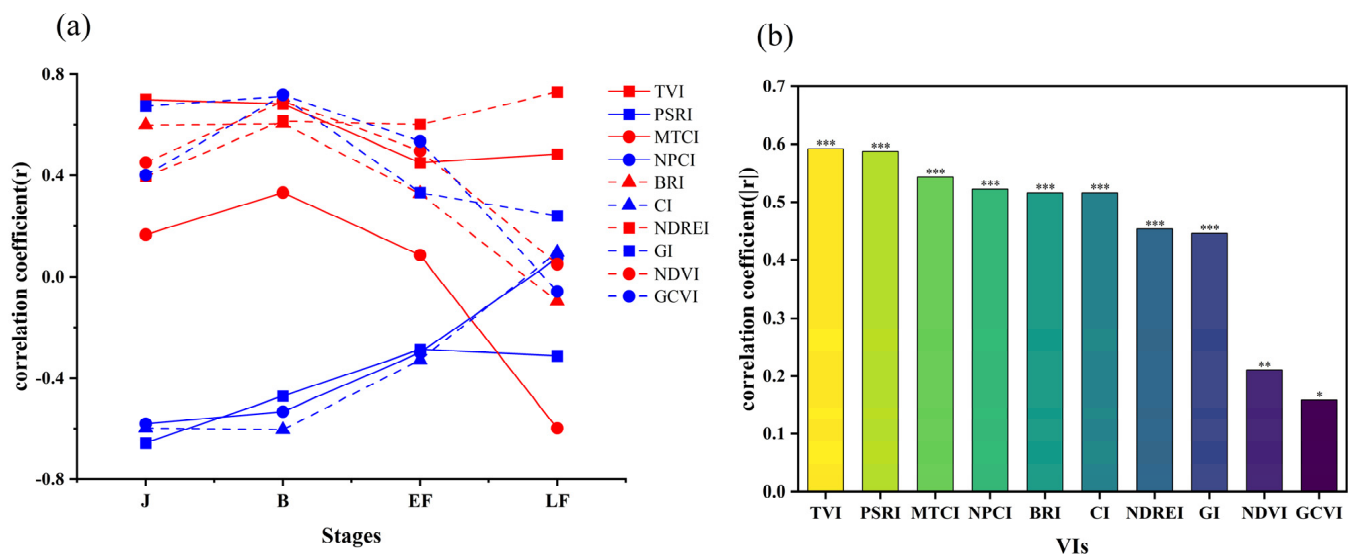 (a)
correlation coefficient(r)
0.8
0.4
0.0
-0.4
-0.8
J B EF LF
Stages
TVI
PSRI
MTCI
NPCI
BRI
CI
NDREI
GI
NDVI
GCVI
(b)
correlation coefficient(|r|)
0.7
0.6
0.5
0.4
0.3
0.2
0.1
0.0
*** *** *** *** *** *** *** *** ** *
TVI PSRI MTCI NPCI BRI CI NDREI GI NDVI GCVI
VIs